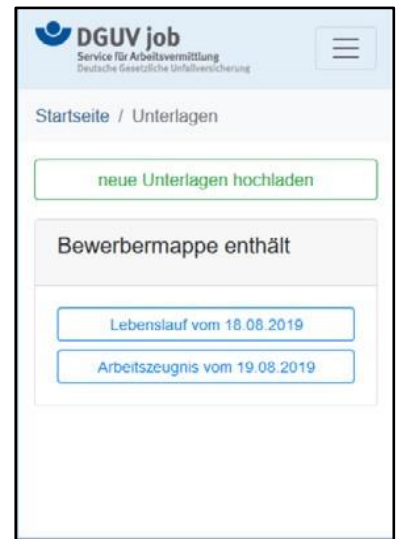 DGUV job
Service für Arbeitsvermittlung
Deutsche Gesetzliche Unfallversicherung
Startseite / Unterlagen
neue Unterlagen hochladen
Bewerbermappe enthält
Lebenslauf vom 18.08.2019
Arbeitszeugnis vom 19.08.2019